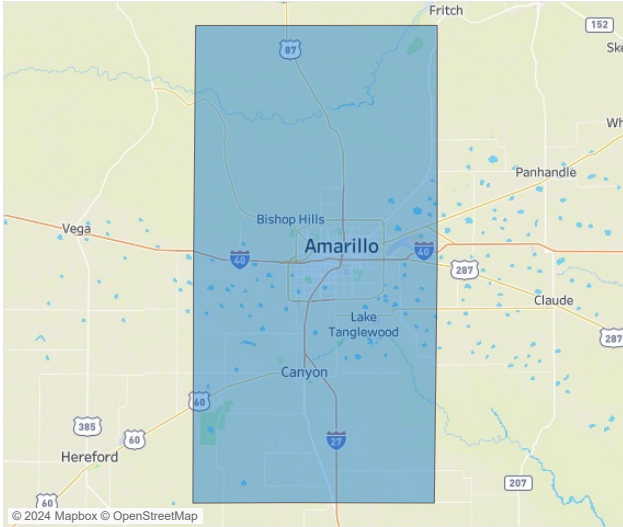 Fritch
152
87
Ske
Wh
Panhandle
Bishop Hills
Vega
Amarillo
40
40
287
Claude
Lake
Tanglewood
287
Canyon
60
385
60
27
Hereford
207
60
© 2024 Mapbox © OpenStreetMap